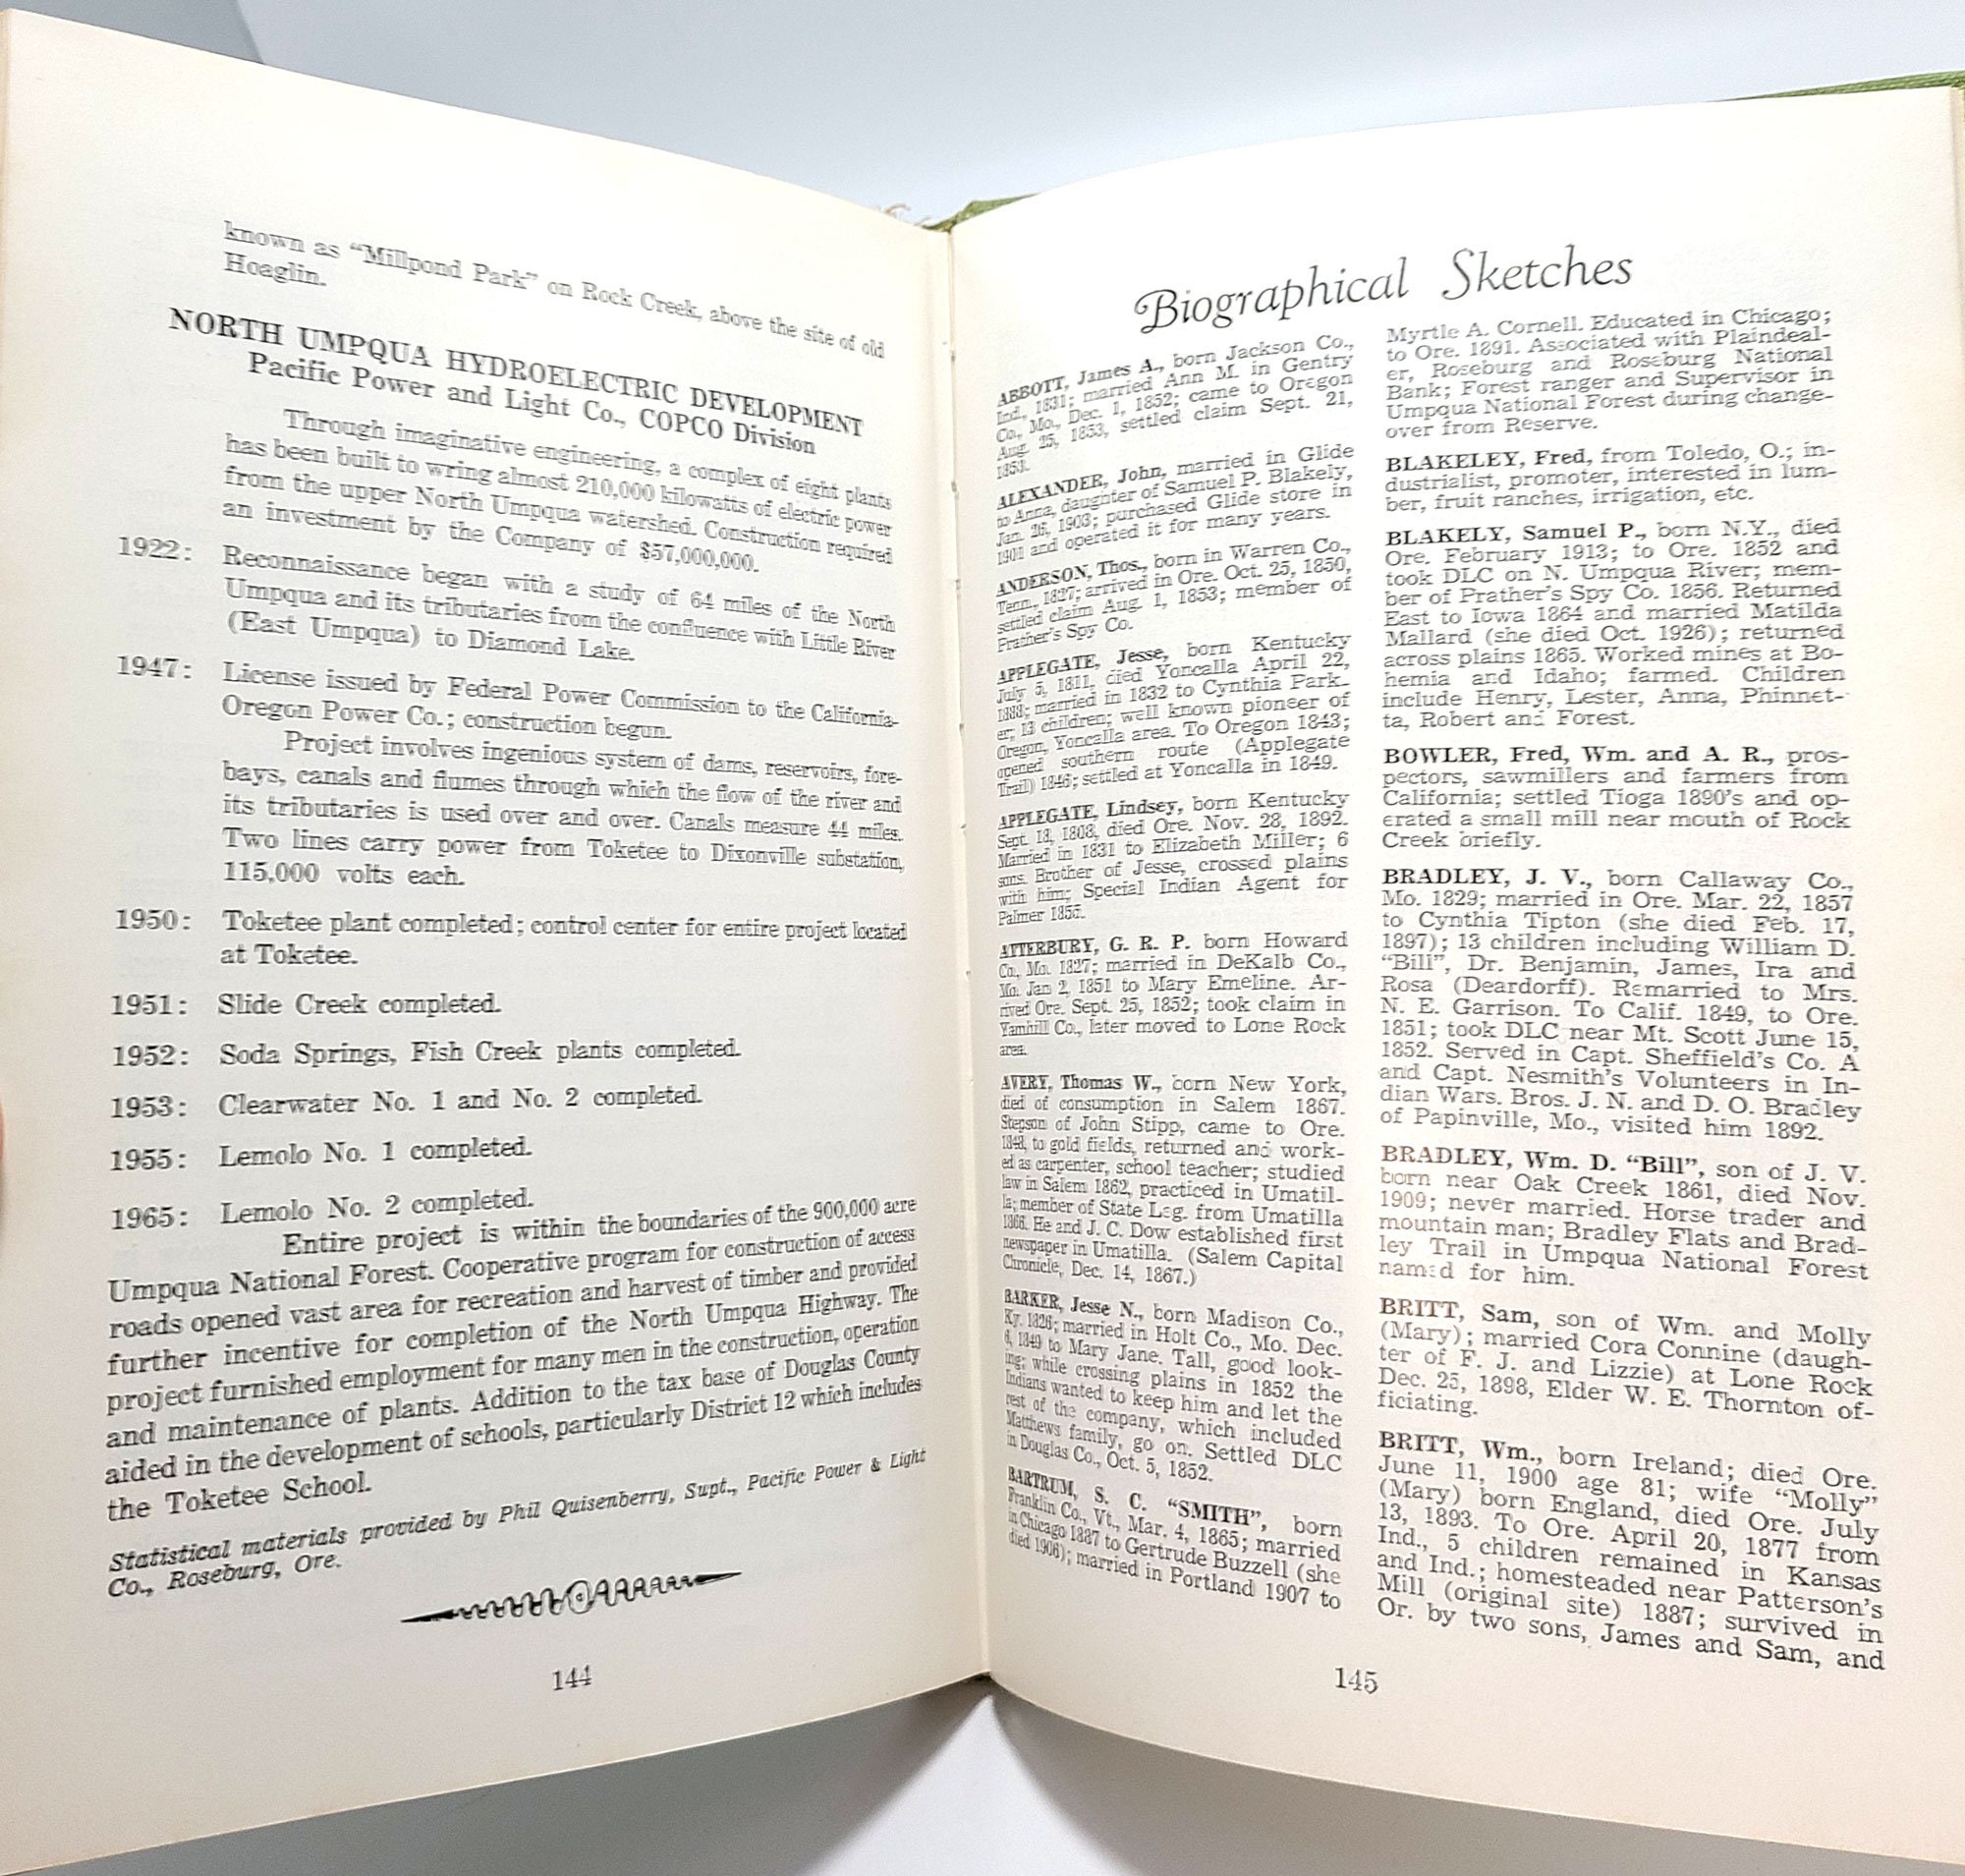 known as “Millpond Park” on Rock Creek, above the site of old
Hoaglin.
NORTH UMPQUA HYDROELECTRIC DEVELOPMENT
Pacific Power and Light Co., COPCO Division
Through imaginative engineering, a complex of eight plants
has been built to wring almost 210,000 kilowatts of electric power
from the upper North Umpqua watershed. Construction required
an investment by the Company of $57,000,000.
1922: Reconnaissance began with a study of 64 miles of the North
Umpqua and its tributaries from the confluence with Little River
(East Umpqua) to Diamond Lake.
1947: License issued by Federal Power Commission to the California-
Oregon Power Co.; construction begun.
Project involves ingenious system of dams, reservoirs, fore-
bays, canals and flumes through which the flow of the river and
its tributaries is used over and over. Canals measure 44 miles.
Two lines carry power from Toketee to Dixonville substation,
115,000 volts each.
1950: Toketee plant completed; control center for entire project located
at Toketee.
1951: Slide Creek completed.
1952: Soda Springs, Fish Creek plants completed.
1953: Clearwater No. 1 and No. 2 completed.
1955: Lemolo No. 1 completed.
1965: Lemolo No. 2 completed.
Entire project is within the boundaries of the 900,000 acre
Umpqua National Forest. Cooperative program for construction of access
roads opened vast area for recreation and harvest of timber and provided
further incentive for completion of the North Umpqua Highway. The
project furnished employment for many men in the construction, operation
and maintenance of plants. Addition to the tax base of Douglas County
aided in the development of schools, particularly District 12 which includes
the Toketee School.
Statistical materials provided by Phil Quisenberry, Supt., Pacific Power & Light
Co., Roseburg, Ore.
144
Biographical Sketches
ABBOTT, James A., born Jackson Co.,
Ind., 1831; married Ann M. in Gentry
Co., Mo., Dec. 1, 1852; came to Oregon
Aug. 25, 1853, settled claim Sept. 21,
1853.
ALEXANDER, John, married in Glide
to Anna, daughter of Samuel P. Blakely,
Jan. 26, 1903; purchased Glide store in
1901 and operated it for many years.
ANDERSON, Thos., born in Warren Co.,
Tenn., 1827; arrived in Ore. Oct. 25, 1850,
settled claim Aug. 1, 1853; member of
Prather's Spy Co.
APPLEGATE, Jesse, born Kentucky
July 5, 1811, died Yoncalla April 22,
1888; married in 1832 to Cynthia Park-
er; 13 children; well known pioneer of
Oregon, Yoncalla area. To Oregon 1843;
opened southern route (Applegate
Trail) 1846; settled at Yoncalla in 1849.
APPLEGATE, Lindsey, born Kentucky
Sept. 18, 1808, died Ore. Nov. 28, 1892.
Married in 1831 to Elizabeth Miller; 6
sons. Brother of Jesse, crossed plains
with him; Special Indian Agent for
Palmer 1855.
ATTERBURY, G. R. P. born Howard
Co., Mo. 1827; married in DeKalb Co.,
Mo. Jan 2, 1851 to Mary Emeline. Ar-
rived Ore. Sept. 25, 1852; took claim in
Yamhill Co., later moved to Lone Rock
area.
AVERY, Thomas W., born New York,
died of consumption in Salem 1867.
Stepson of John Stipp, came to Ore.
1848, to gold fields, returned and work-
ed as carpenter, school teacher; studied
law in Salem 1862, practiced in Umatil-
la; member of State Leg. from Umatilla
1866. He and J. C. Dow established first
newspaper in Umatilla. (Salem Capital
Chronicle, Dec. 14, 1867.)
BARKER, Jesse N., born Madison Co.,
Ky. 1826; married in Holt Co., Mo. Dec.
6, 1849 to Mary Jane. Tall, good look-
ing; while crossing plains in 1852 the
Indians wanted to keep him and let the
rest of the company, which included
Matthews family, go on. Settled DLC
in Douglas Co., Oct. 5, 1852.
BARTRUM, S. C. “SMITH”, born
Franklin Co., Vt., Mar. 4, 1865; married
in Chicago 1887 to Gertrude Buzzell (she
died 1906); married in Portland 1907 to
Myrtle A. Cornell. Educated in Chicago;
to Ore. 1891. Associated with Plaindeal-
er, Roseburg and Roseburg National
Bank; Forest ranger and Supervisor in
Umpqua National Forest during change-
over from Reserve.
BLAKELEY, Fred, from Toledo, O.; in-
dustrialist, promoter, interested in lum-
ber, fruit ranches, irrigation, etc.
BLAKELY, Samuel P., born N.Y., died
Ore. February 1913; to Ore. 1852 and
took DLC on N. Umpqua River; mem-
ber of Prather's Spy Co. 1856. Returned
East to Iowa 1864 and married Matilda
Mallard (she died Oct. 1926); returned
across plains 1865. Worked mines at Bo-
hemia and Idaho; farmed. Children
include Henry, Lester, Anna, Phinnet-
ta, Robert and Forest.
BOWLER, Fred, Wm. and A. R., pros-
pectors, sawmillers and farmers from
California; settled Tioga 1890's and op-
erated a small mill near mouth of Rock
Creek briefly.
BRADLEY, J. V., born Callaway Co.,
Mo. 1829; married in Ore. Mar. 22, 1857
to Cynthia Tipton (she died Feb. 17,
1897); 13 children including William D.
“Bill”, Dr. Benjamin, James, Ira and
Rosa (Deardorff). Remarried to Mrs.
N. E. Garrison. To Calif. 1849, to Ore.
1851; took DLC near Mt. Scott June 15,
1852. Served in Capt. Sheffield's Co. A
and Capt. Nesmith's Volunteers in In-
dian Wars. Bros. J. N. and D. O. Bradley
of Papinville, Mo., visited him 1892.
BRADLEY, Wm. D. “Bill”, son of J. V.
born near Oak Creek 1861, died Nov.
1909; never married. Horse trader and
mountain man; Bradley Flats and Brad-
ley Trail in Umpqua National Forest
named for him.
BRITT, Sam, son of Wm. and Molly
(Mary); married Cora Connine (daugh-
ter of F. J. and Lizzie) at Lone Rock
Dec. 25, 1898, Elder W. E. Thornton of-
ficiating.
BRITT, Wm., born Ireland; died Ore.
June 11, 1900 age 81; wife “Molly”
(Mary) born England, died Ore. July
13, 1893. To Ore. April 20, 1877 from
Ind., 5 children remained in Kansas
and Ind.; homesteaded near Patterson's
Mill (original site) 1887; survived in
Or. by two sons, James and Sam, and
145